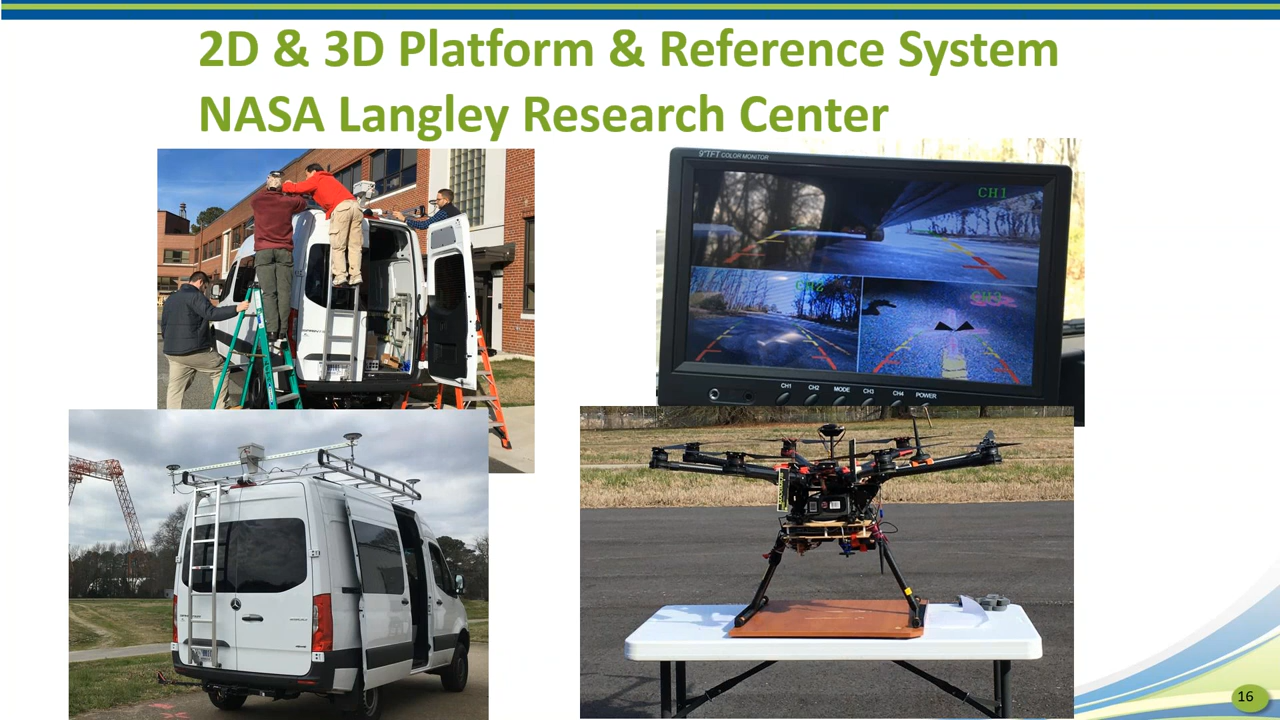 2D & 3D Platform & Reference System
NASA Langley Research Center
9"TFT COLOR MONITOR
CH1
CH2
CH3
CH1 CH2 MODE CH3 CH4 POWER
16